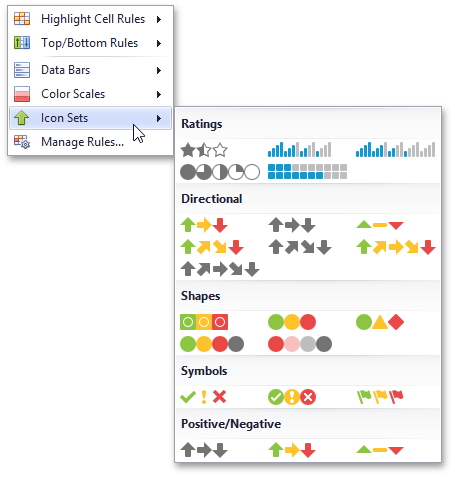 Highlight Cell Rules
Top/Bottom Rules
Data Bars
Color Scales
Icon Sets
Manage Rules...
Ratings
Directional
Shapes
Symbols
Positive/Negative